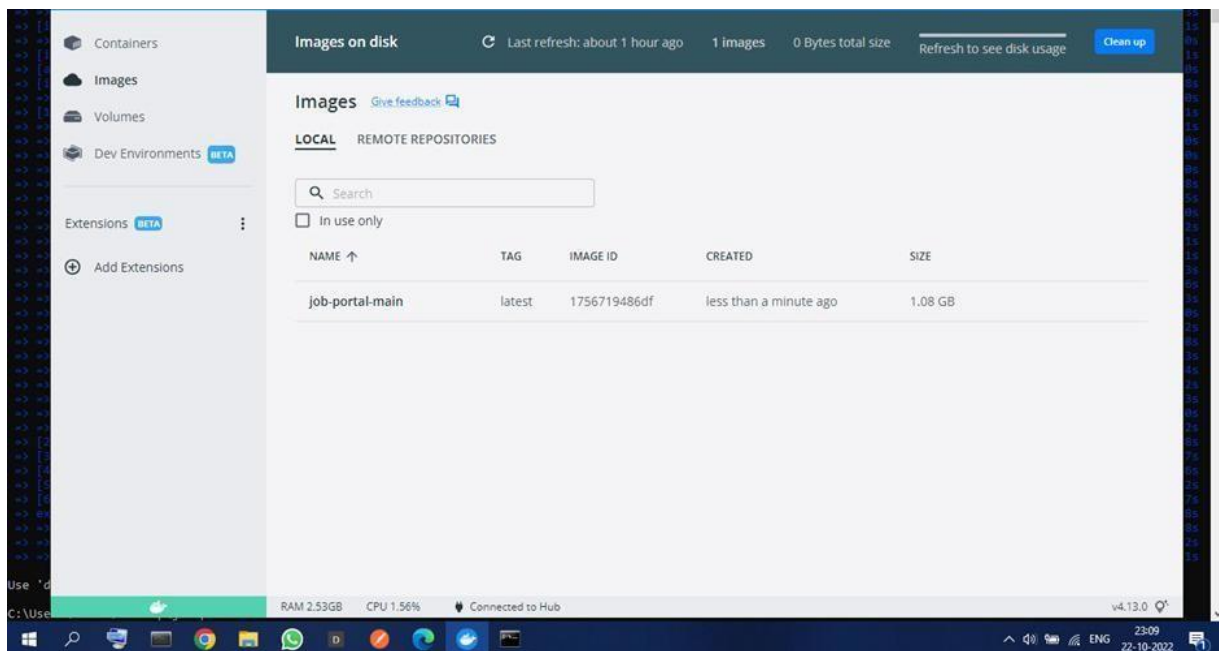 Containers
Images
Volumes
Dev Environments BETA
Extensions BETA
Add Extensions
Images on disk Last refresh: about 1 hour ago 1 images 0 Bytes total size Refresh to see disk usage Clean up
Images Give feedback
LOCAL REMOTE REPOSITORIES
Search
In use only
NAME TAG IMAGE ID CREATED SIZE
job-portal-main latest 1756719486df less than a minute ago 1.08 GB
Use 'd
C:\Use
RAM 2.53GB CPU 1.56% Connected to Hub v4.13.0
ENG 23:09
22-10-2022